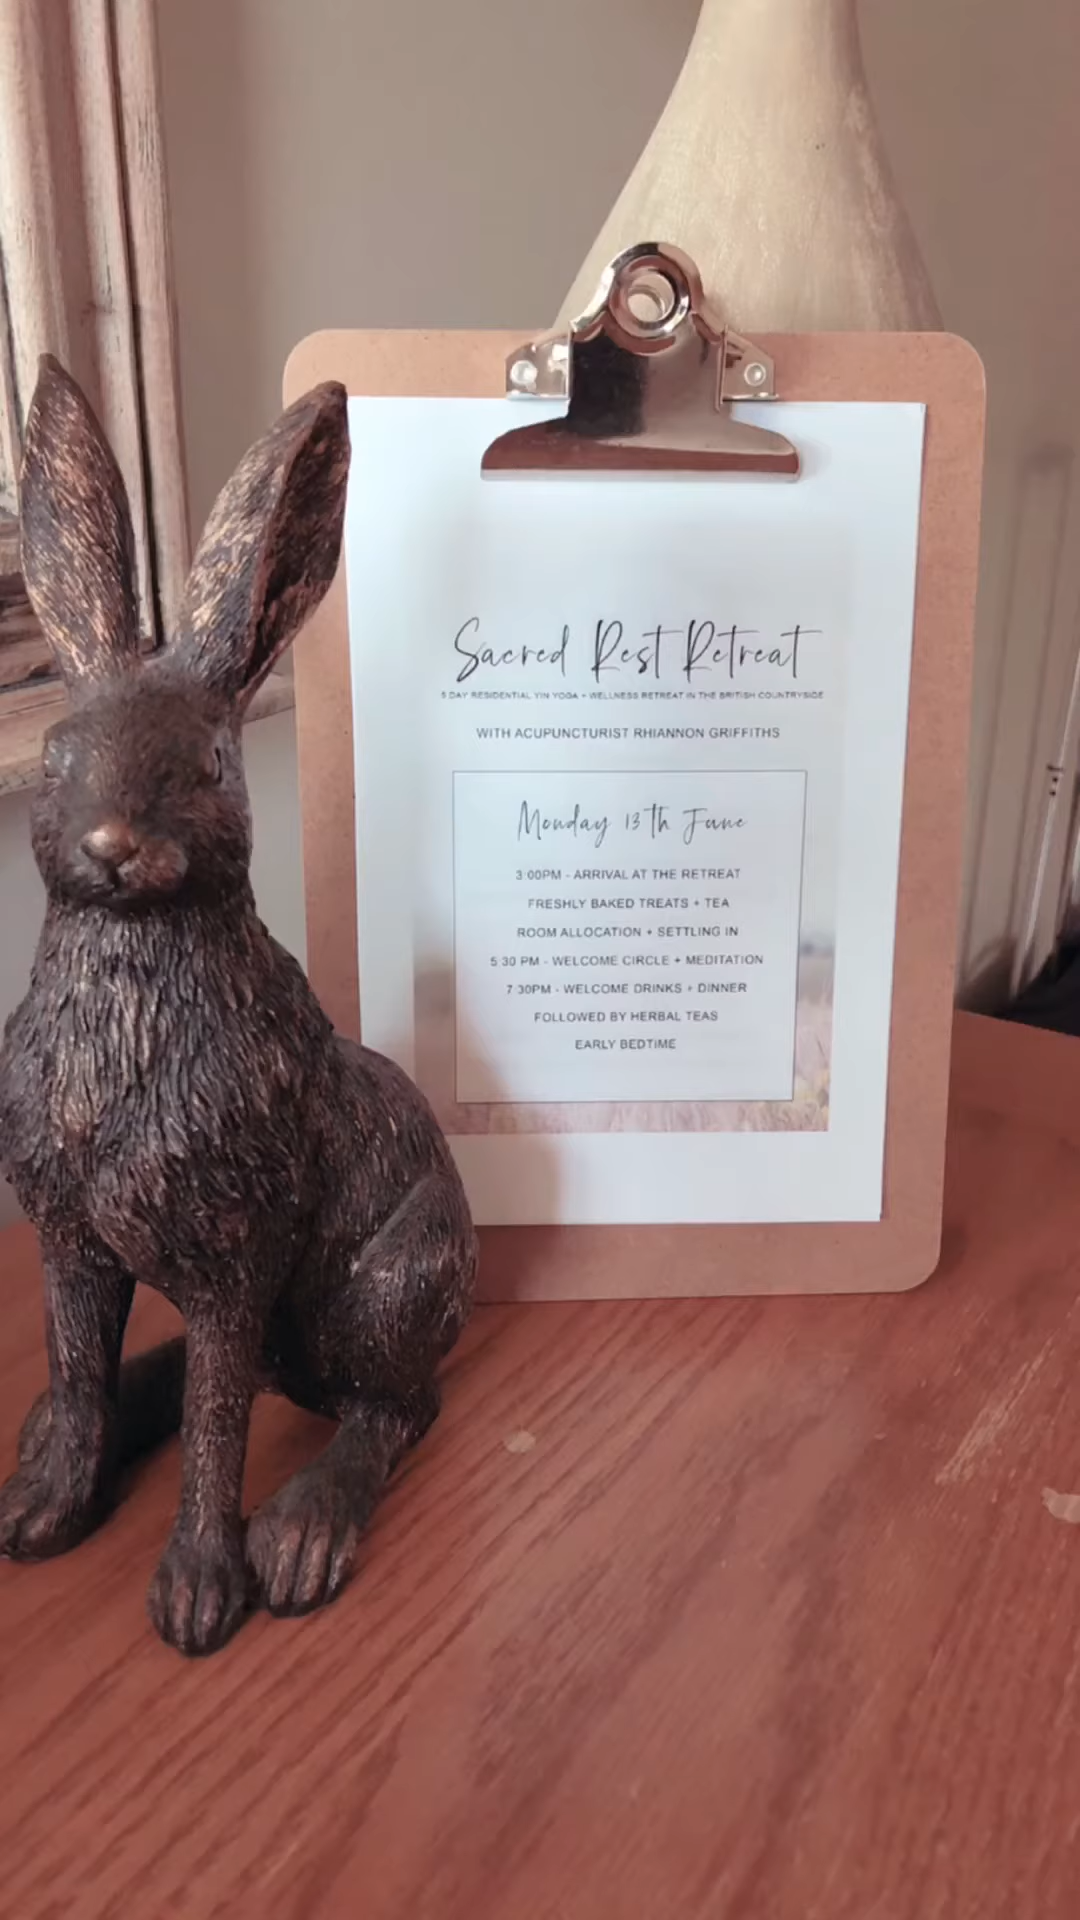 Sacred Rest Retreat
5 DAY RESIDENTIAL YIN YOGA + WELLNESS RETREAT IN THE BRITISH COUNTRYSIDE
WITH ACUPUNCTURIST RHIANNON GRIFFITHS
Monday 13th June
3:00PM - ARRIVAL AT THE RETREAT
FRESHLY BAKED TREATS + TEA
ROOM ALLOCATION + SETTLING IN
5:30 PM - WELCOME CIRCLE + MEDITATION
7:30PM - WELCOME DRINKS + DINNER
FOLLOWED BY HERBAL TEAS
EARLY BEDTIME